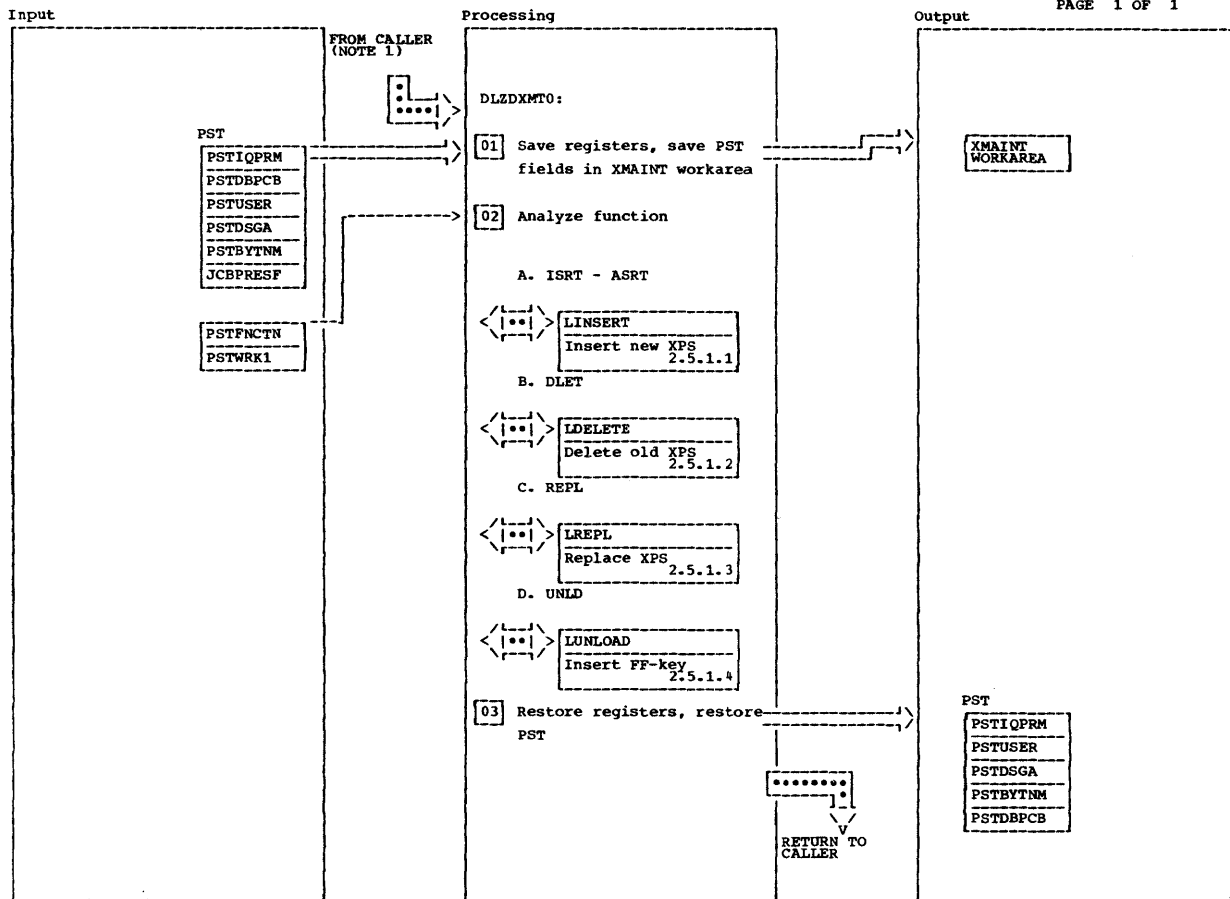 PAGE 1 OF 1
Input
Processing
Output
FROM CALLER
(NOTE 1)
DLZDXMT0:
PST
PSTIQPRM
PSTDBPCB
PSTUSER
PSTDSGA
PSTBYTNM
JCBPRESF
PSTFNCTN
PSTWRK1
01 Save registers, save PST
fields in XMAINT workarea
XMAINT
WORKAREA
02 Analyze function
A. ISRT - ASRT
LINSERT
Insert new XPS
2.5.1.1
B. DLET
LDELETE
Delete old XPS
2.5.1.2
C. REPL
LREPL
Replace XPS
2.5.1.3
D. UNLD
LUNLOAD
Insert FF-key
2.5.1.4
03 Restore registers, restore
PST
PST
PSTIQPRM
PSTUSER
PSTDSGA
PSTBYTNM
PSTDBPCB
RETURN TO
CALLER